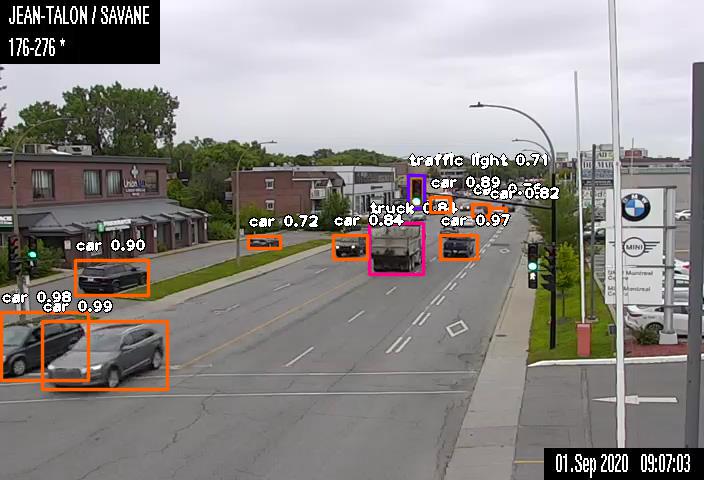 JEAN-TALON / SAVANE
176-276 *
traffic light 0.71
car 0.89
car 0.82
truck 0.84
car 0.72
car 0.84
car 0.97
car 0.90
car 0.98
car 0.99
BMW
MINI
01.Sep 2020 09:07:03